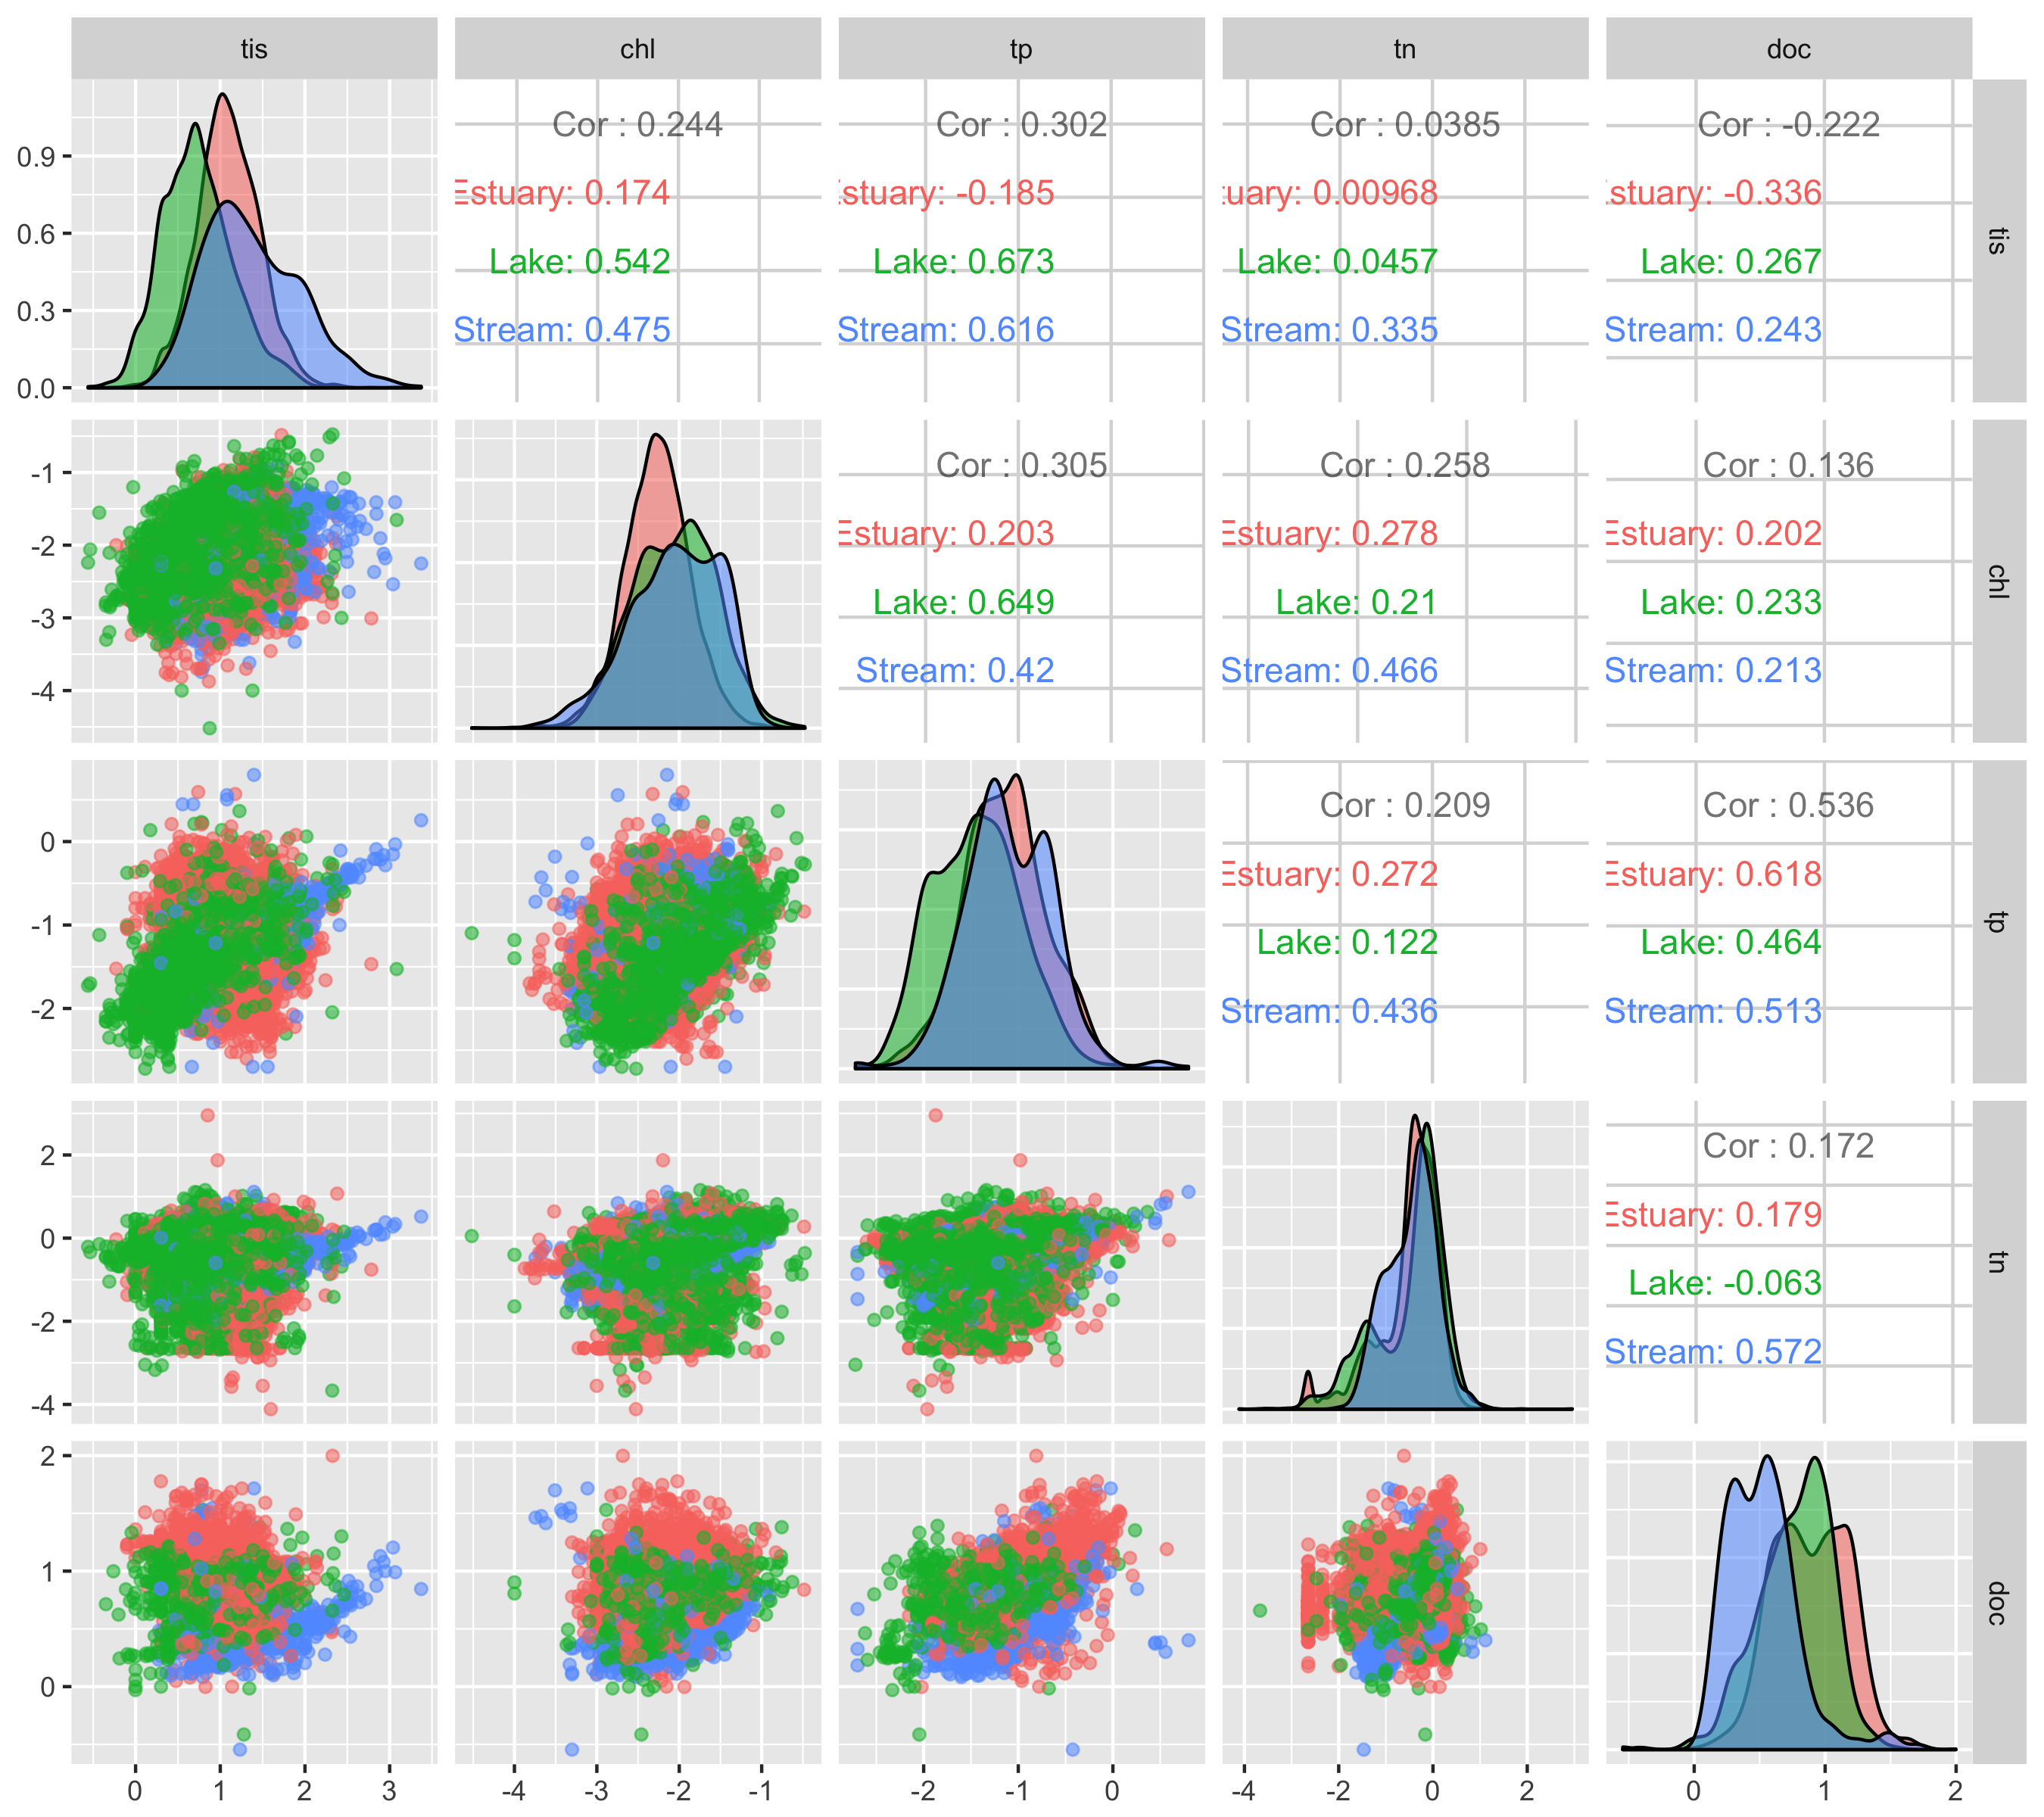 tis chl tp tn doc
Cor : 0.244 Cor : 0.302 Cor : 0.0385 Cor : -0.222
Estuary: 0.174 Estuary: -0.185 tuary: 0.00968 Estuary: -0.336
Lake: 0.542 Lake: 0.673 Lake: 0.0457 Lake: 0.267
Stream: 0.475 Stream: 0.616 Stream: 0.335 Stream: 0.243
0.9
0.6
0.3
0.0
tis
Cor : 0.305 Cor : 0.258 Cor : 0.136
Estuary: 0.203 Estuary: 0.278 Estuary: 0.202
Lake: 0.649 Lake: 0.21 Lake: 0.233
Stream: 0.42 Stream: 0.466 Stream: 0.213
-1
-2
-3
-4
chl
Cor : 0.209 Cor : 0.536
Estuary: 0.272 Estuary: 0.618
Lake: 0.122 Lake: 0.464
Stream: 0.436 Stream: 0.513
0
-1
-2
tp
Cor : 0.172
Estuary: 0.179
Lake: -0.063
Stream: 0.572
2
0
-2
-4
tn
2
1
0
doc
0 1 2 3 -4 -3 -2 -1 -2 -1 0 -4 -2 0 2 0 1 2